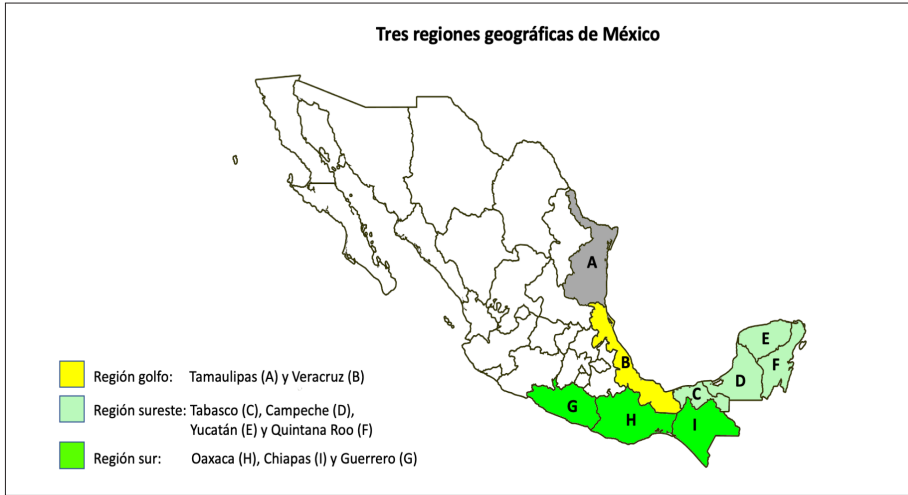 Tres regiones geográficas de México
A
B
C
D
E
F
G
H
I
Región golfo: Tamaulipas (A) y Veracruz (B)
Región sureste: Tabasco (C), Campeche (D),
Yucatán (E) y Quintana Roo (F)
Región sur: Oaxaca (H), Chiapas (I) y Guerrero (G)